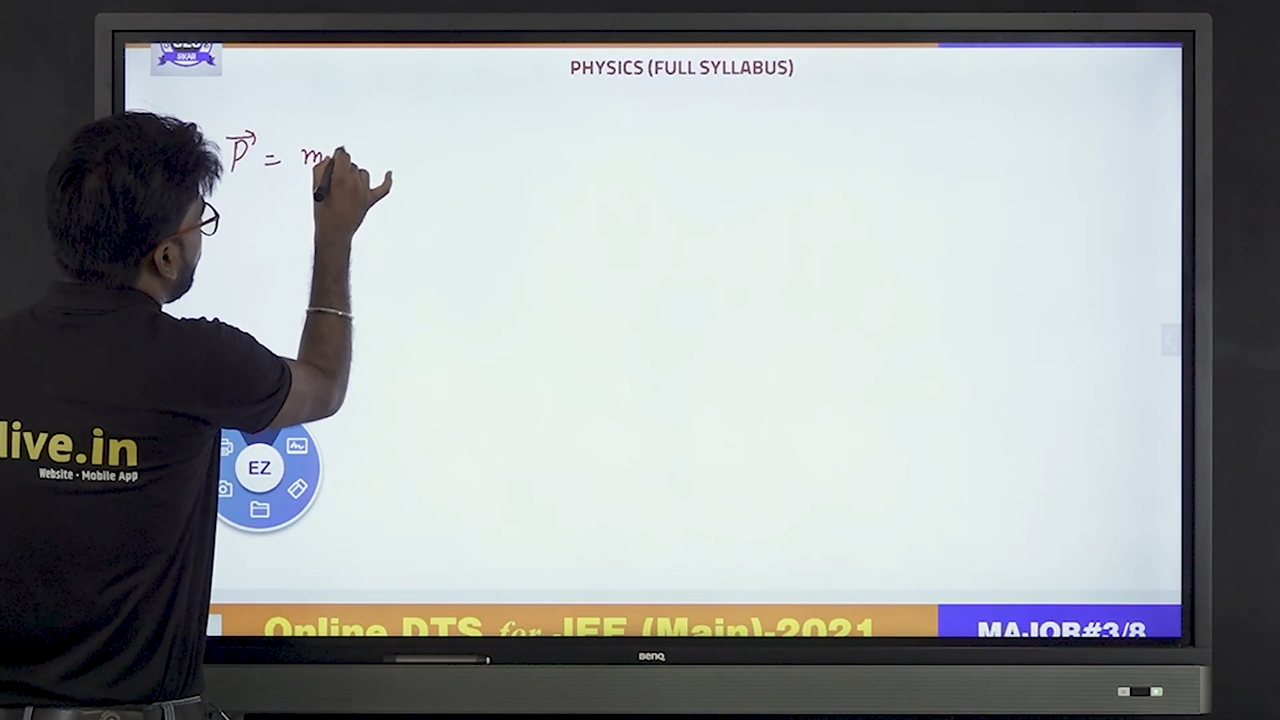 SIKAR
PHYSICS (FULL SYLLABUS)
P⃗ = m
live.in
Website - Mobile App
EZ
Online DTS for JEE (Main)-2021
MAJOR#3/8
BenQ